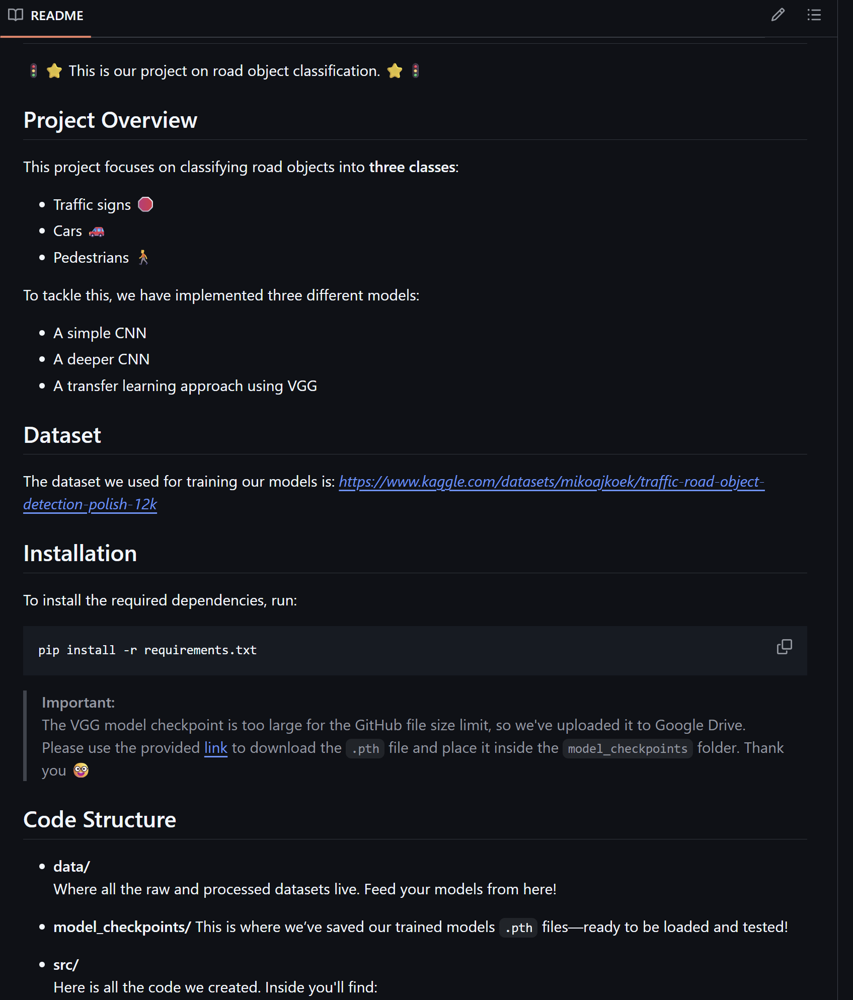 README
This is our project on road object classification.
Project Overview
This project focuses on classifying road objects into three classes:
Traffic signs
Cars
Pedestrians
To tackle this, we have implemented three different models:
A simple CNN
A deeper CNN
A transfer learning approach using VGG
Dataset
The dataset we used for training our models is: https://www.kaggle.com/datasets/mikoajkoek/traffic-road-object-
detection-polish-12k
Installation
To install the required dependencies, run:
pip install -r requirements.txt
Important:
The VGG model checkpoint is too large for the GitHub file size limit, so we've uploaded it to Google Drive.
Please use the provided link to download the .pth file and place it inside the model_checkpoints folder. Thank
you
Code Structure
data/
Where all the raw and processed datasets live. Feed your models from here!
model_checkpoints/ This is where we’ve saved our trained models .pth files—ready to be loaded and tested!
src/
Here is all the code we created. Inside you'll find: